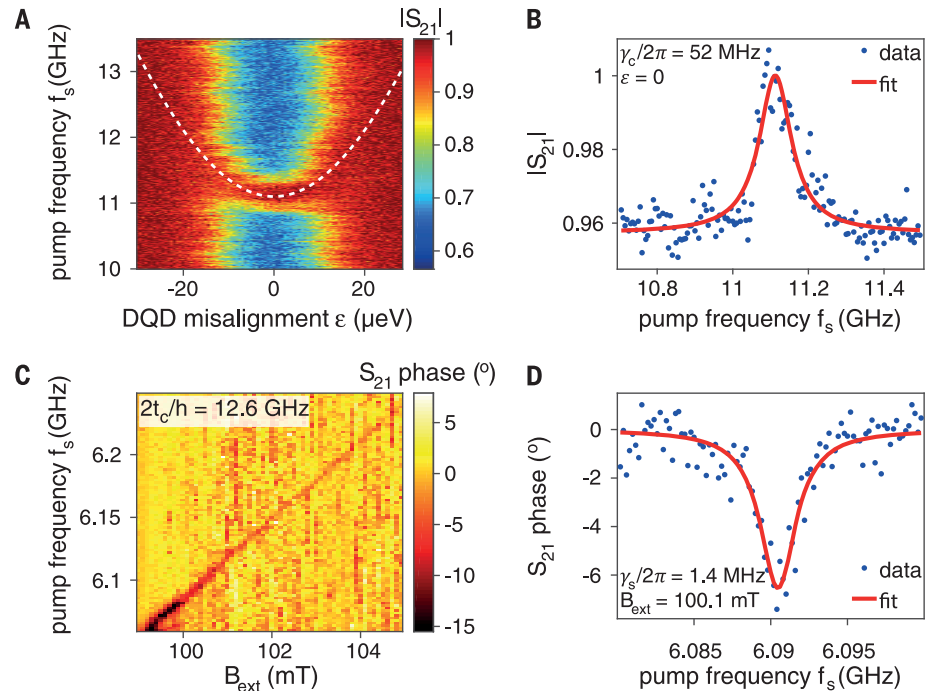 A
|S₂₁|
pump frequency fₛ (GHz)
13
12
11
10
-20
0
20
DQD misalignment ε (µeV)
1
0.9
0.8
0.7
0.6
B
γ_c/2π = 52 MHz
ε = 0
data
fit
|S₂₁|
1
0.98
0.96
10.8
11
11.2
11.4
pump frequency fₛ (GHz)
C
S₂₁ phase (º)
2t_c/h = 12.6 GHz
pump frequency fₛ (GHz)
6.2
6.15
6.1
100
102
104
B_ext (mT)
5
0
-5
-10
-15
D
S₂₁ phase (º)
0
-2
-4
-6
γₛ/2π = 1.4 MHz
B_ext = 100.1 mT
data
fit
6.085
6.09
6.095
pump frequency fₛ (GHz)